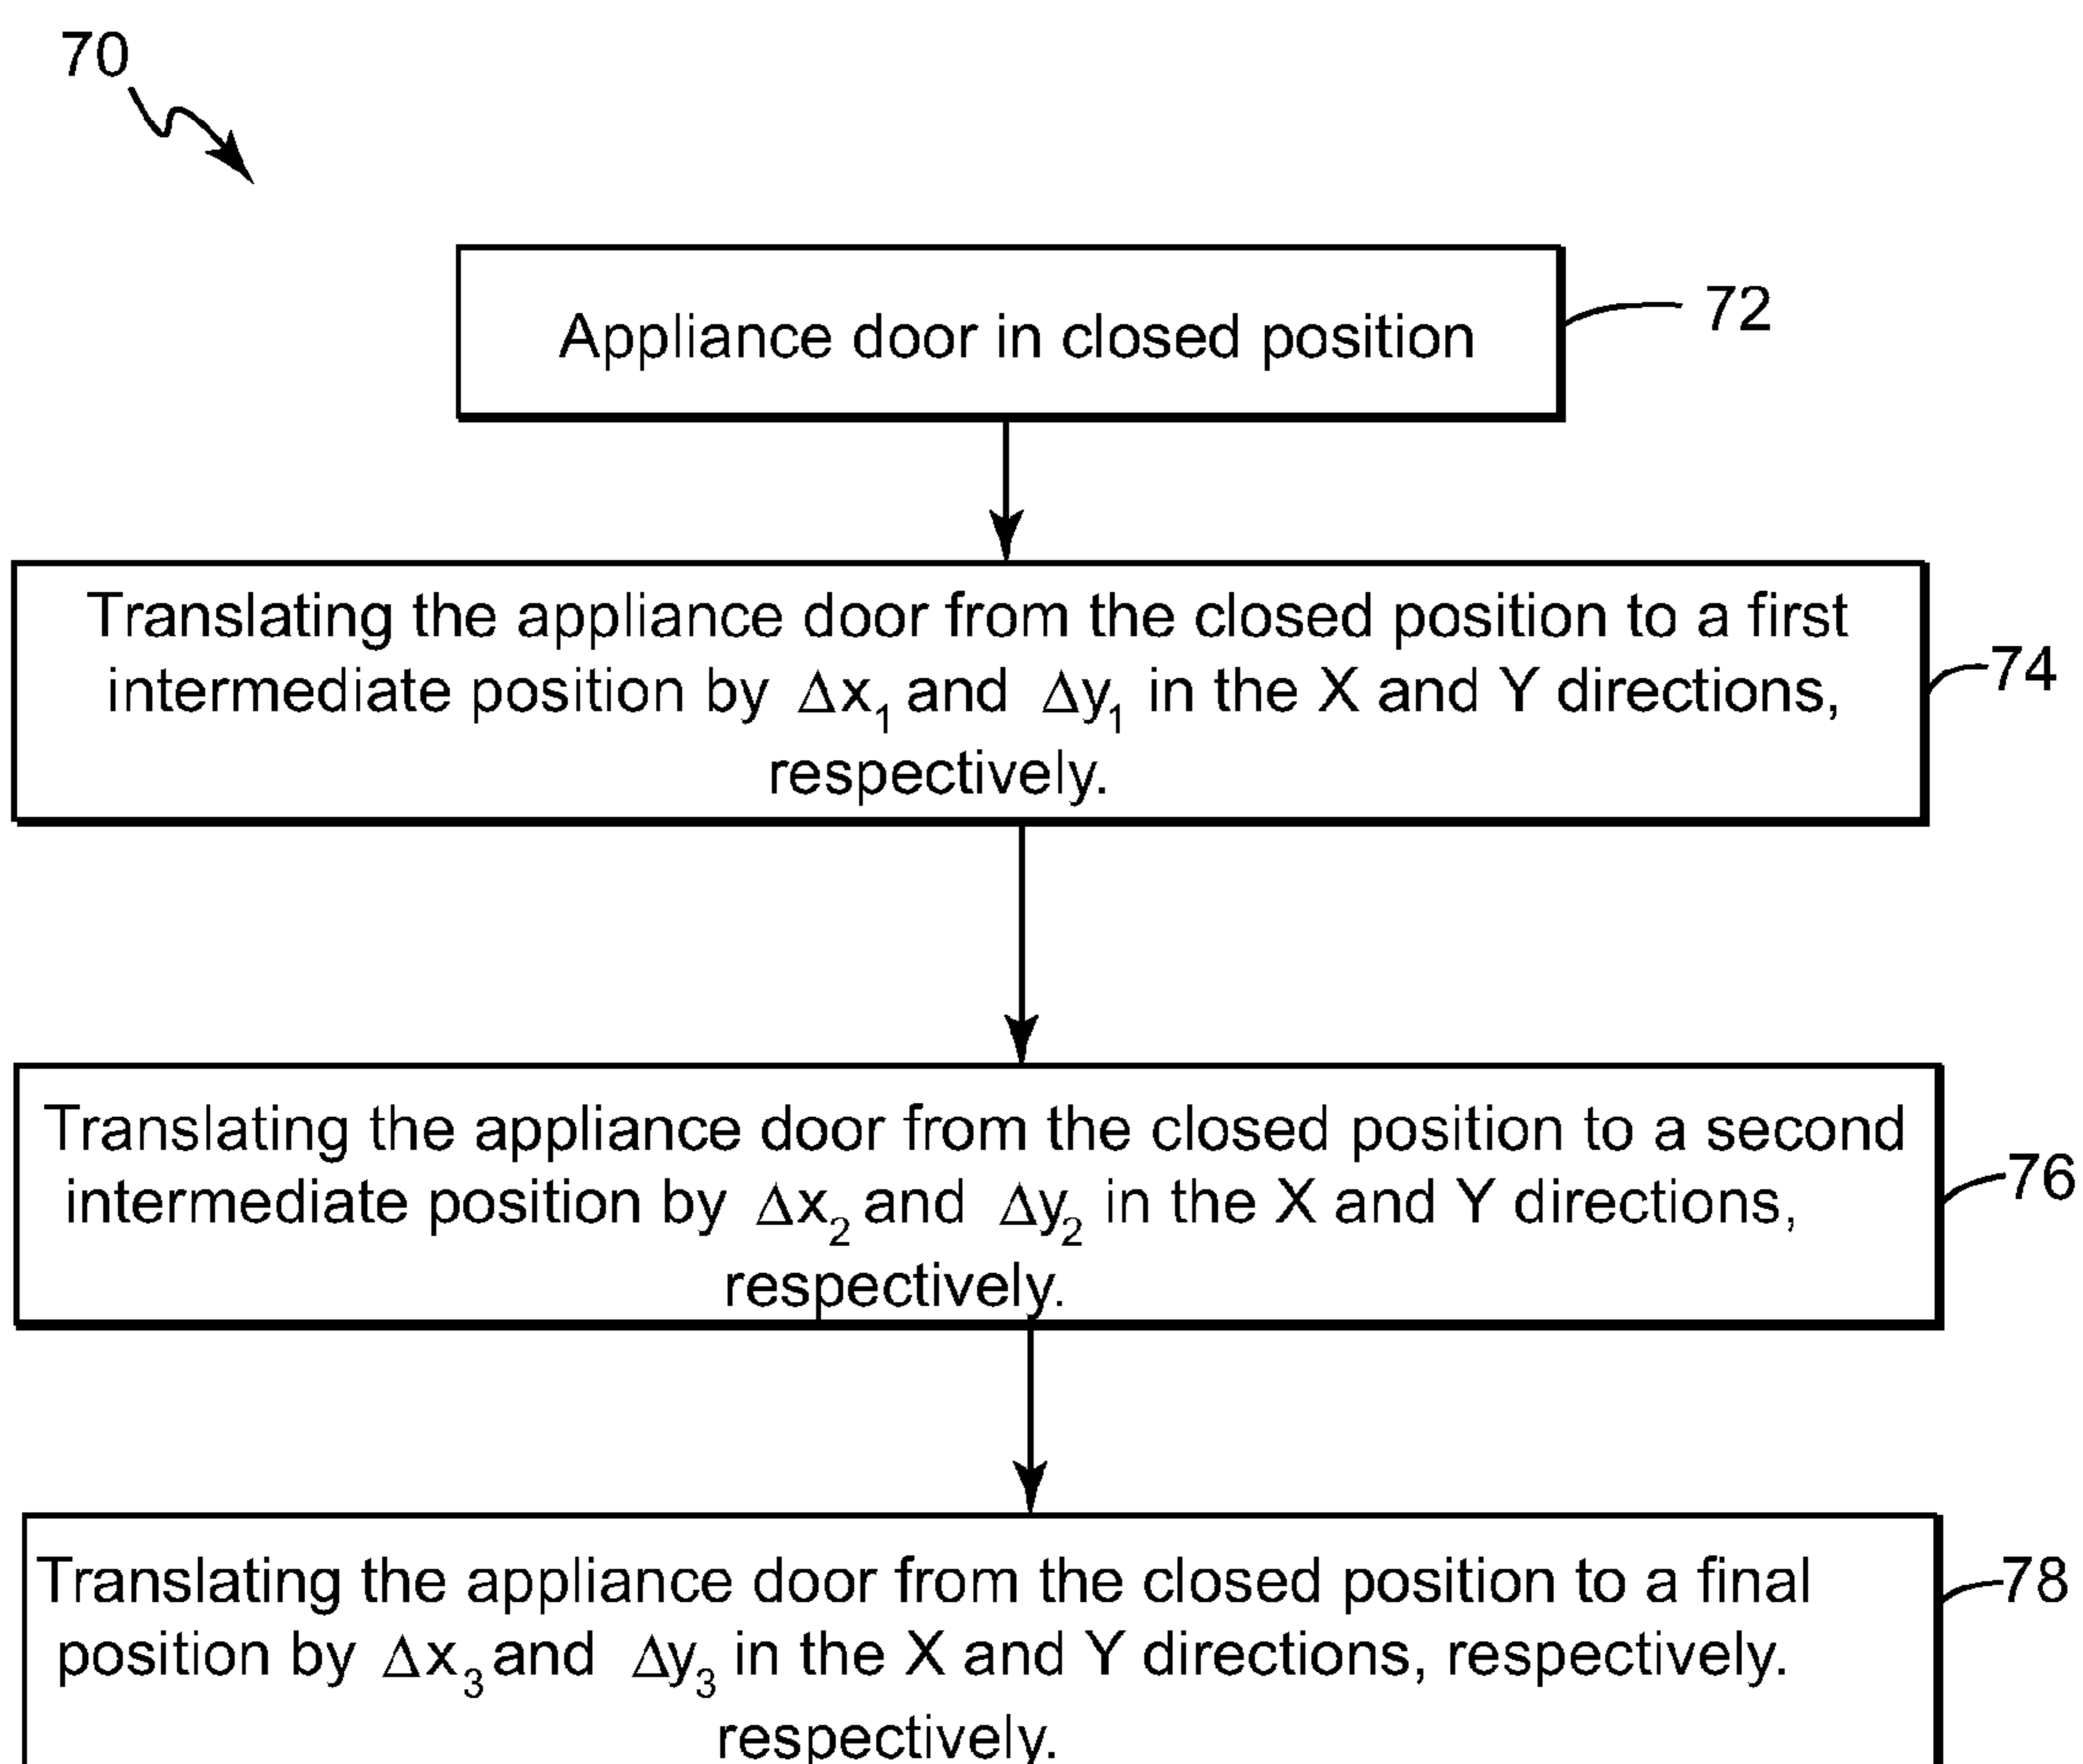 70
Appliance door in closed position
72
Translating the appliance door from the closed position to a first
intermediate position by Δx₁ and Δy₁ in the X and Y directions,
respectively.
74
Translating the appliance door from the closed position to a second
intermediate position by Δx₂ and Δy₂ in the X and Y directions,
respectively.
76
Translating the appliance door from the closed position to a final
position by Δx₃ and Δy₃ in the X and Y directions, respectively.
respectively.
78